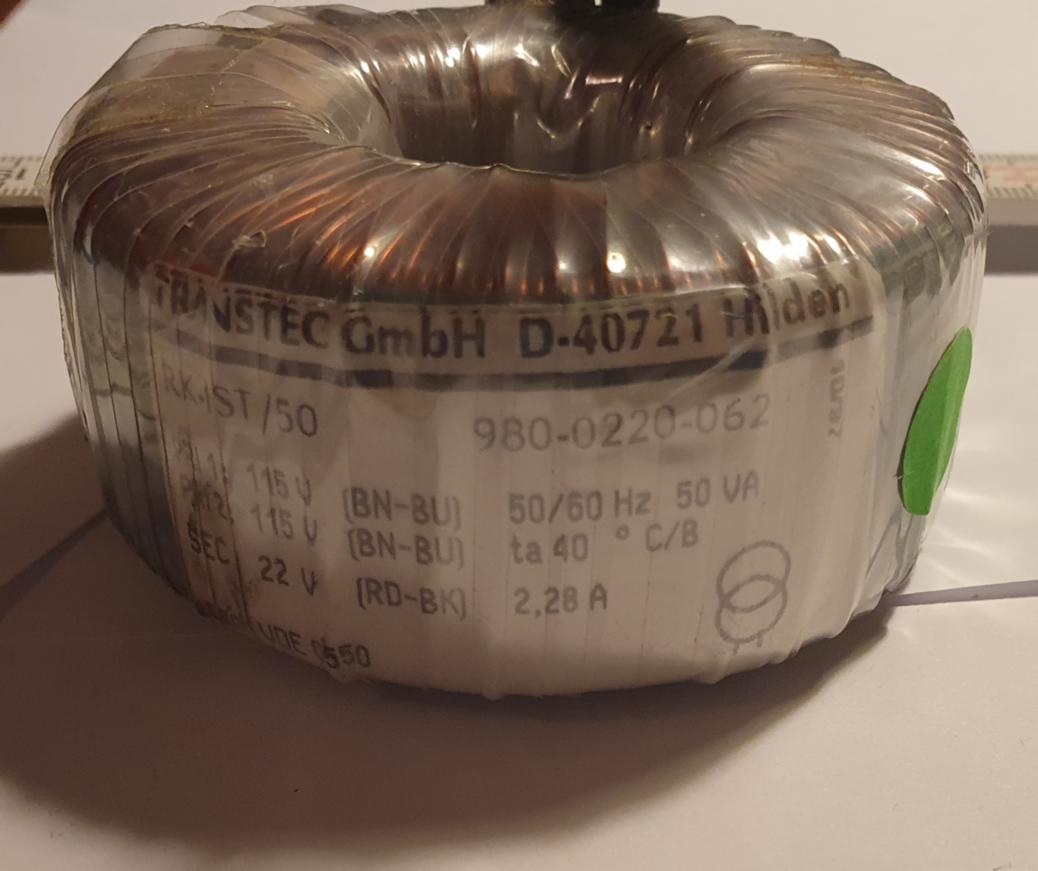 TRANSTEC GmbH D-40721 Hilden
RK-IST/50 980-0220-062
115 V (BN-BU) 50/60 Hz 50 VA
115 V (BN-BU) ta 40 ° C/B
SEC 22 V (RD-BK) 2,28 A
VDE 0550